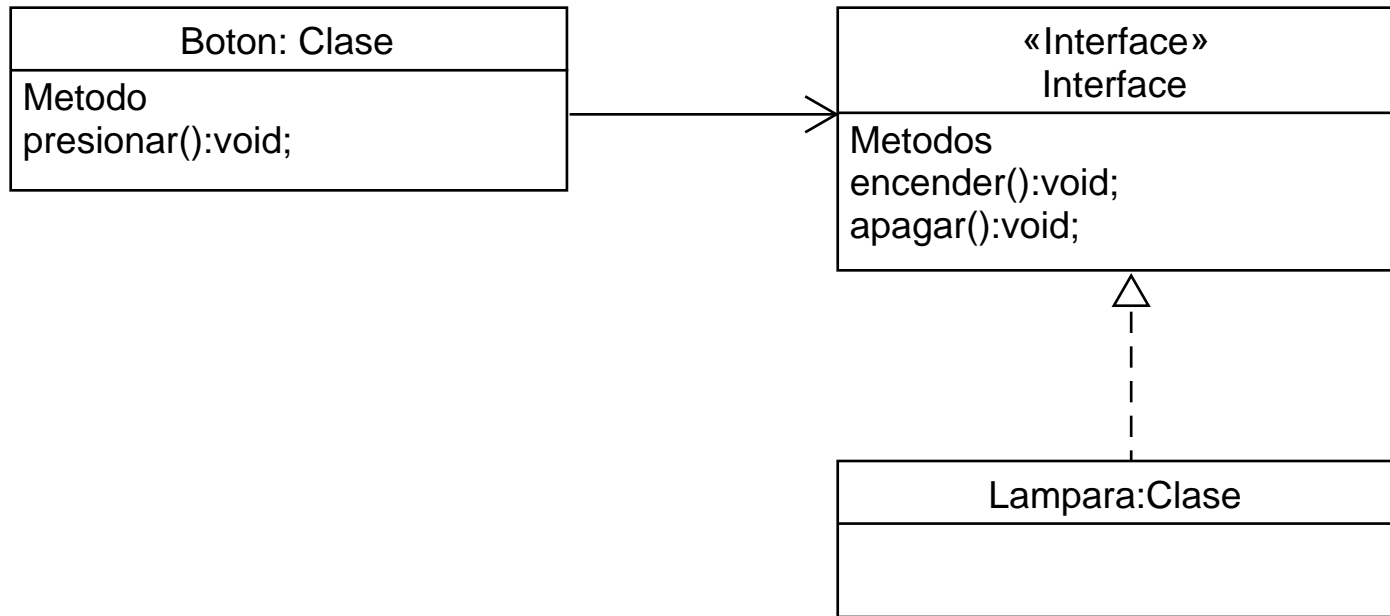 Boton: Clase
Metodo
presionar():void;
«Interface»
Interface
Metodos
encender():void;
apagar():void;
Lampara:Clase